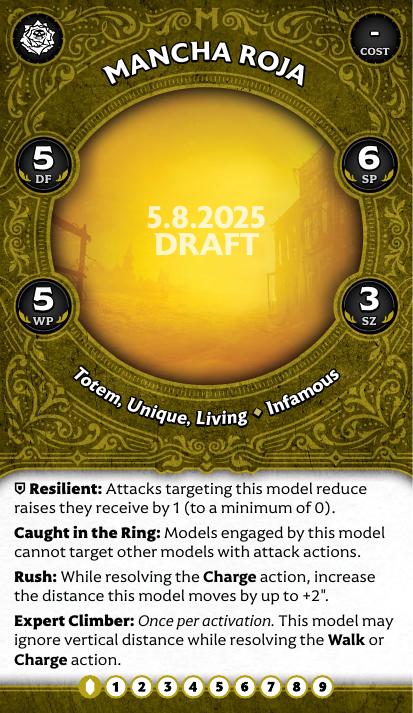 MANCHA ROJA
-
COST
5
DF
6
SP
5.8.2025
DRAFT
5
WP
3
SZ
Totem, Unique, Living ⬥ Infamous
Resilient: Attacks targeting this model reduce
raises they receive by 1 (to a minimum of 0).
Caught in the Ring: Models engaged by this model
cannot target other models with attack actions.
Rush: While resolving the Charge action, increase
the distance this model moves by up to +2".
Expert Climber: Once per activation. This model may
ignore vertical distance while resolving the Walk or
Charge action.
1 2 3 4 5 6 7 8 9